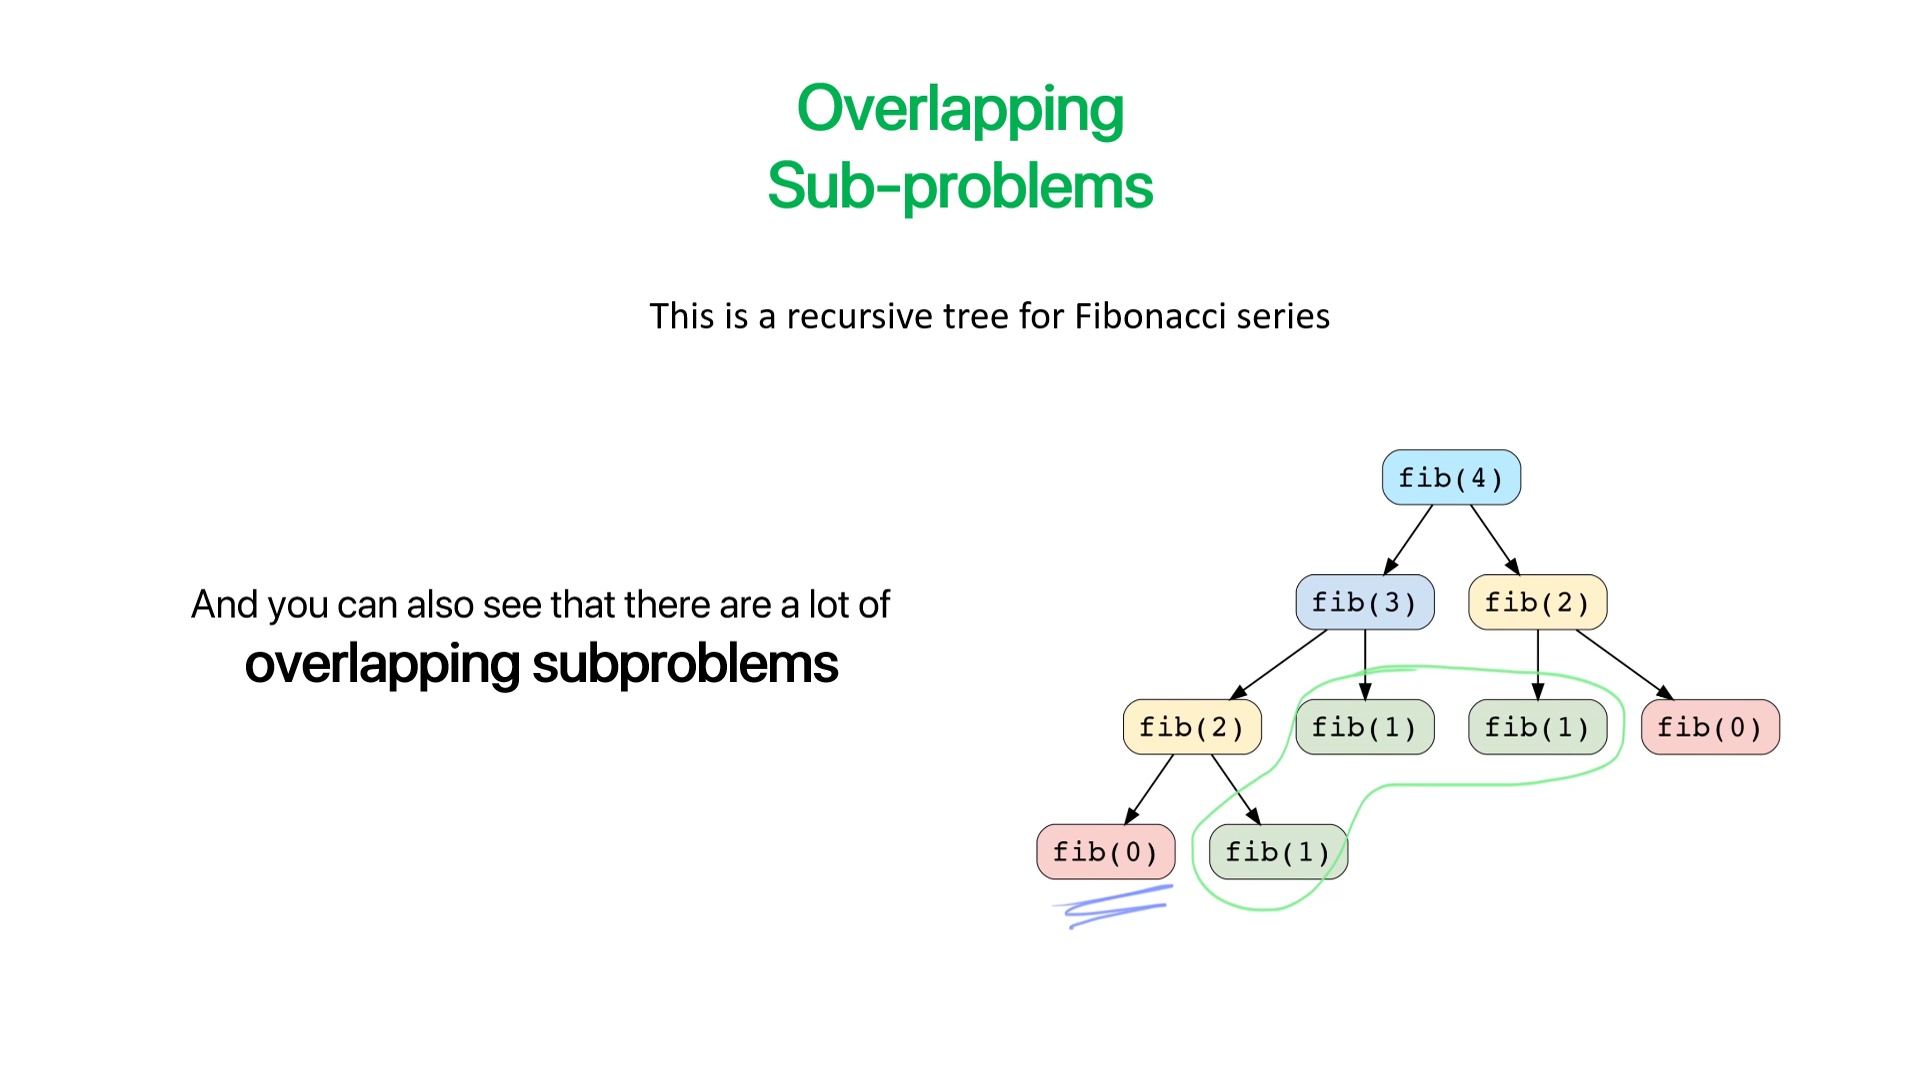 Overlapping
Sub-problems
This is a recursive tree for Fibonacci series
And you can also see that there are a lot of
overlapping subproblems
fib(4)
fib(3) fib(2)
fib(2) fib(1) fib(1) fib(0)
fib(0) fib(1)